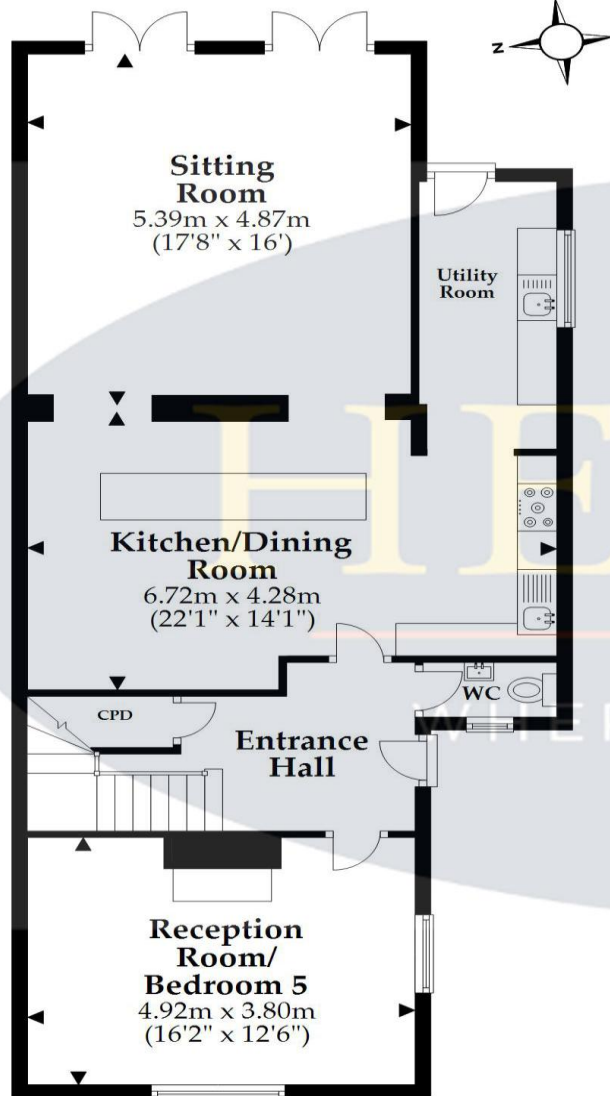 N
Sitting
Room
5.39m x 4.87m
(17'8" x 16')
Utility
Room
HE
Kitchen/Dining
Room
6.72m x 4.28m
(22'1" x 14'1")
WC
CPD
WHE
Entrance
Hall
Reception
Room/
Bedroom 5
4.92m x 3.80m
(16'2" x 12'6")